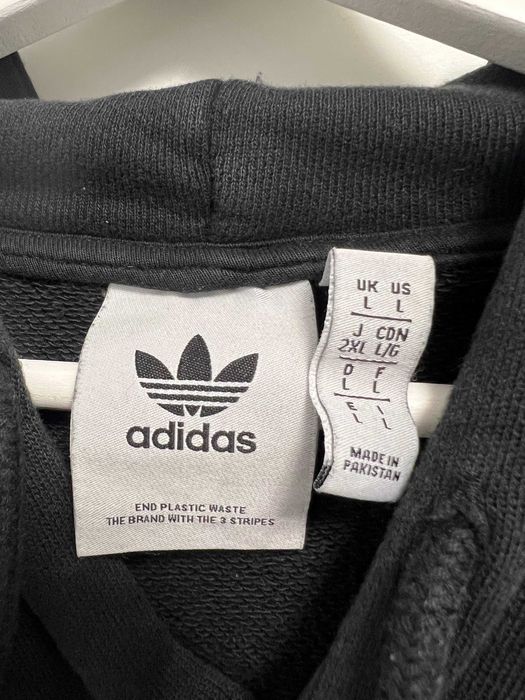 adidas
END PLASTIC WASTE
THE BRAND WITH THE 3 STRIPES
UK US
L L
J CDN
2XL L/G
D F
L L
E I
L L
MADE IN
PAKISTAN